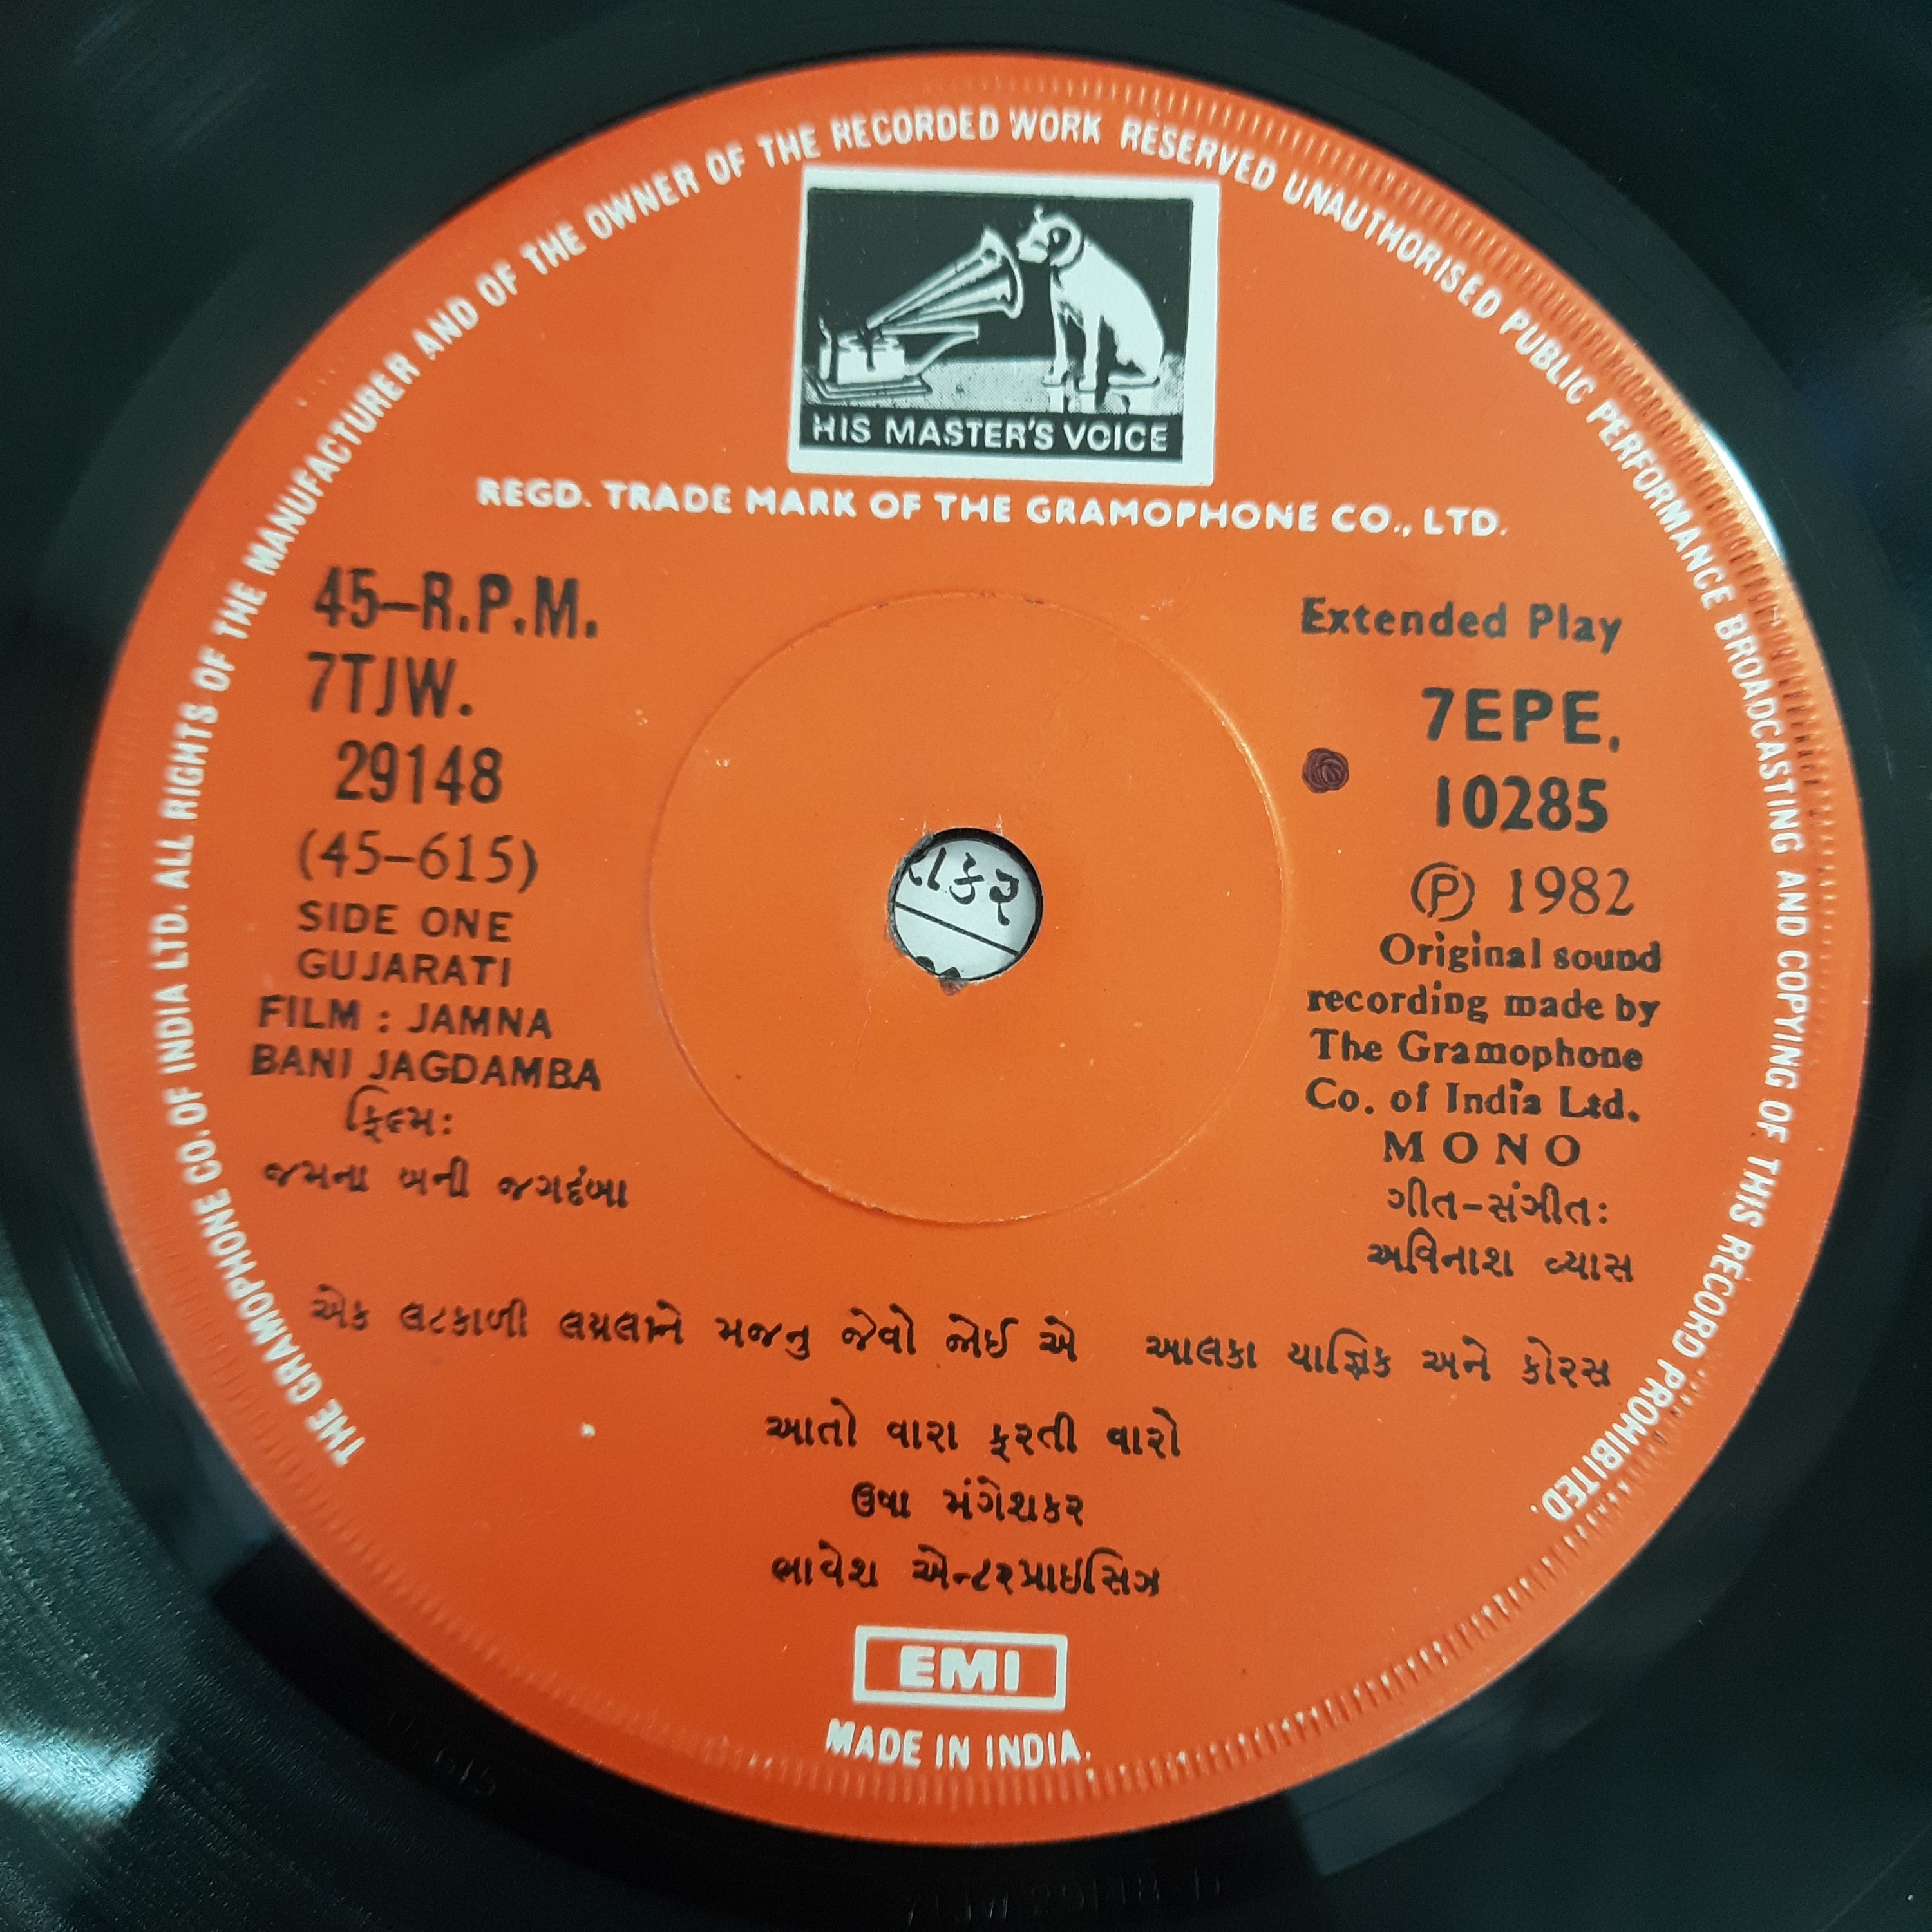 THE GRAMOPHONE CO. OF INDIA LTD. ALL RIGHTS OF THE MANUFACTURER AND OF THE OWNER OF THE RECORDED WORK RESERVED UNAUTHORISED PUBLIC PERFORMANCE BROADCASTING AND COPYING OF THIS RECORD PROHIBITED.
HIS MASTER'S VOICE
REGD. TRADE MARK OF THE GRAMOPHONE CO., LTD.
45-R.P.M.
7TJW.
29148
(45-615)
SIDE ONE
GUJARATI
FILM : JAMNA
BANI JAGDAMBA
ફિલ્મઃ
જમના બની જગદંબા
Extended Play
7EPE.
10285
Ⓟ 1982
Original sound
recording made by
The Gramophone
Co. of India Ltd.
MONO
ગીત-સંગીતઃ
અવિનાશ વ્યાસ
એક લટકાળી લયલાને મજનુ જેવો જોઈ એ આલકા યાજ્ઞિક અને કોરસ
આતો વારા ફરતી વારો
ઉષા મંગેશકર
ભાવેશ એન્ટરપ્રાઇસિઝ
EMI
MADE IN INDIA.